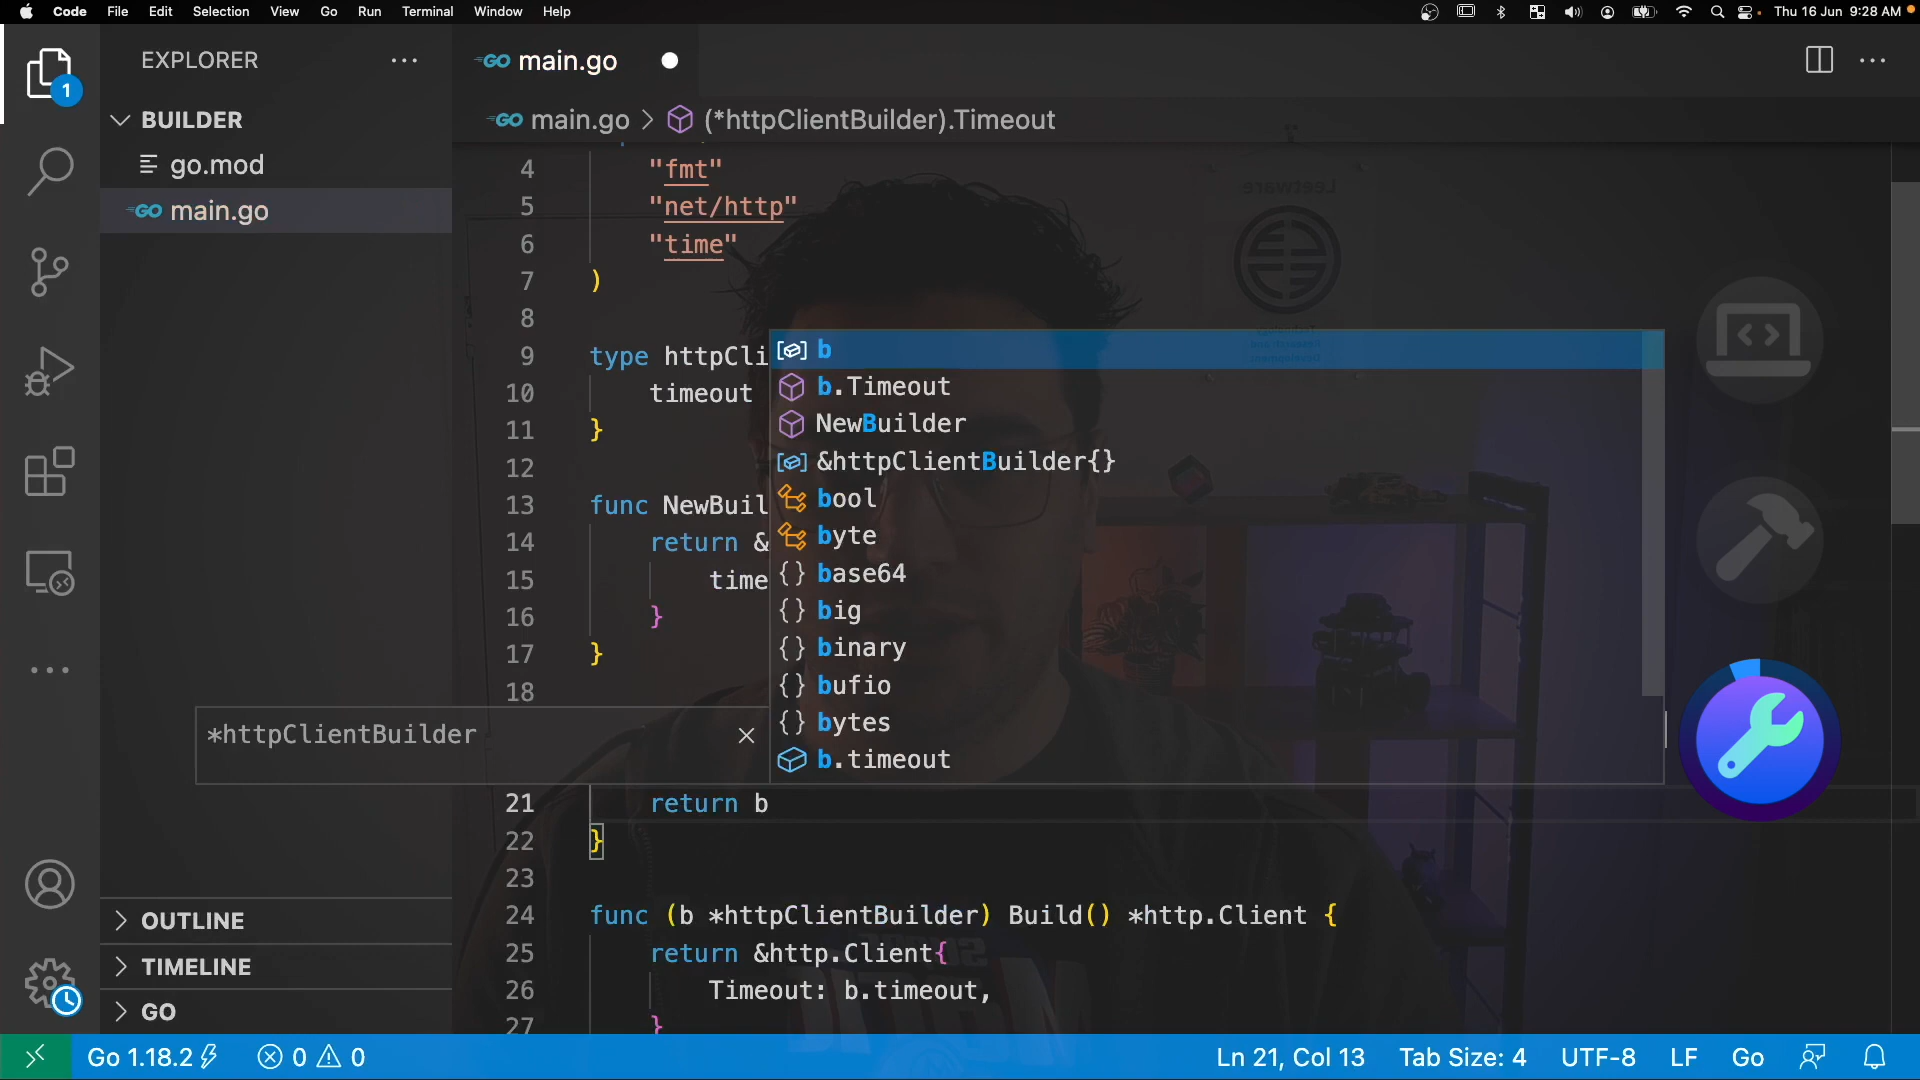 Code File Edit Selection View Go Run Terminal Window Help Thu 16 Jun 9:28 AM
EXPLORER
GO main.go
1
BUILDER
GO main.go > (*httpClientBuilder).Timeout
go.mod
GO main.go
4 "fmt"
5 "net/http"
6 "time"
7 )
8
9 type httpCli
10 timeout
11 }
12
13 func NewBuil
14 return &
15 time
16 }
17 }
18
b
b.Timeout
NewBuilder
&httpClientBuilder{}
bool
byte
base64
big
binary
bufio
bytes
b.timeout
*httpClientBuilder
21 return b
22 }
23
24 func (b *httpClientBuilder) Build() *http.Client {
25 return &http.Client{
26 Timeout: b.timeout,
27 }
OUTLINE
TIMELINE
GO
Leetware
Go 1.18.2 0 0 Ln 21, Col 13 Tab Size: 4 UTF-8 LF Go